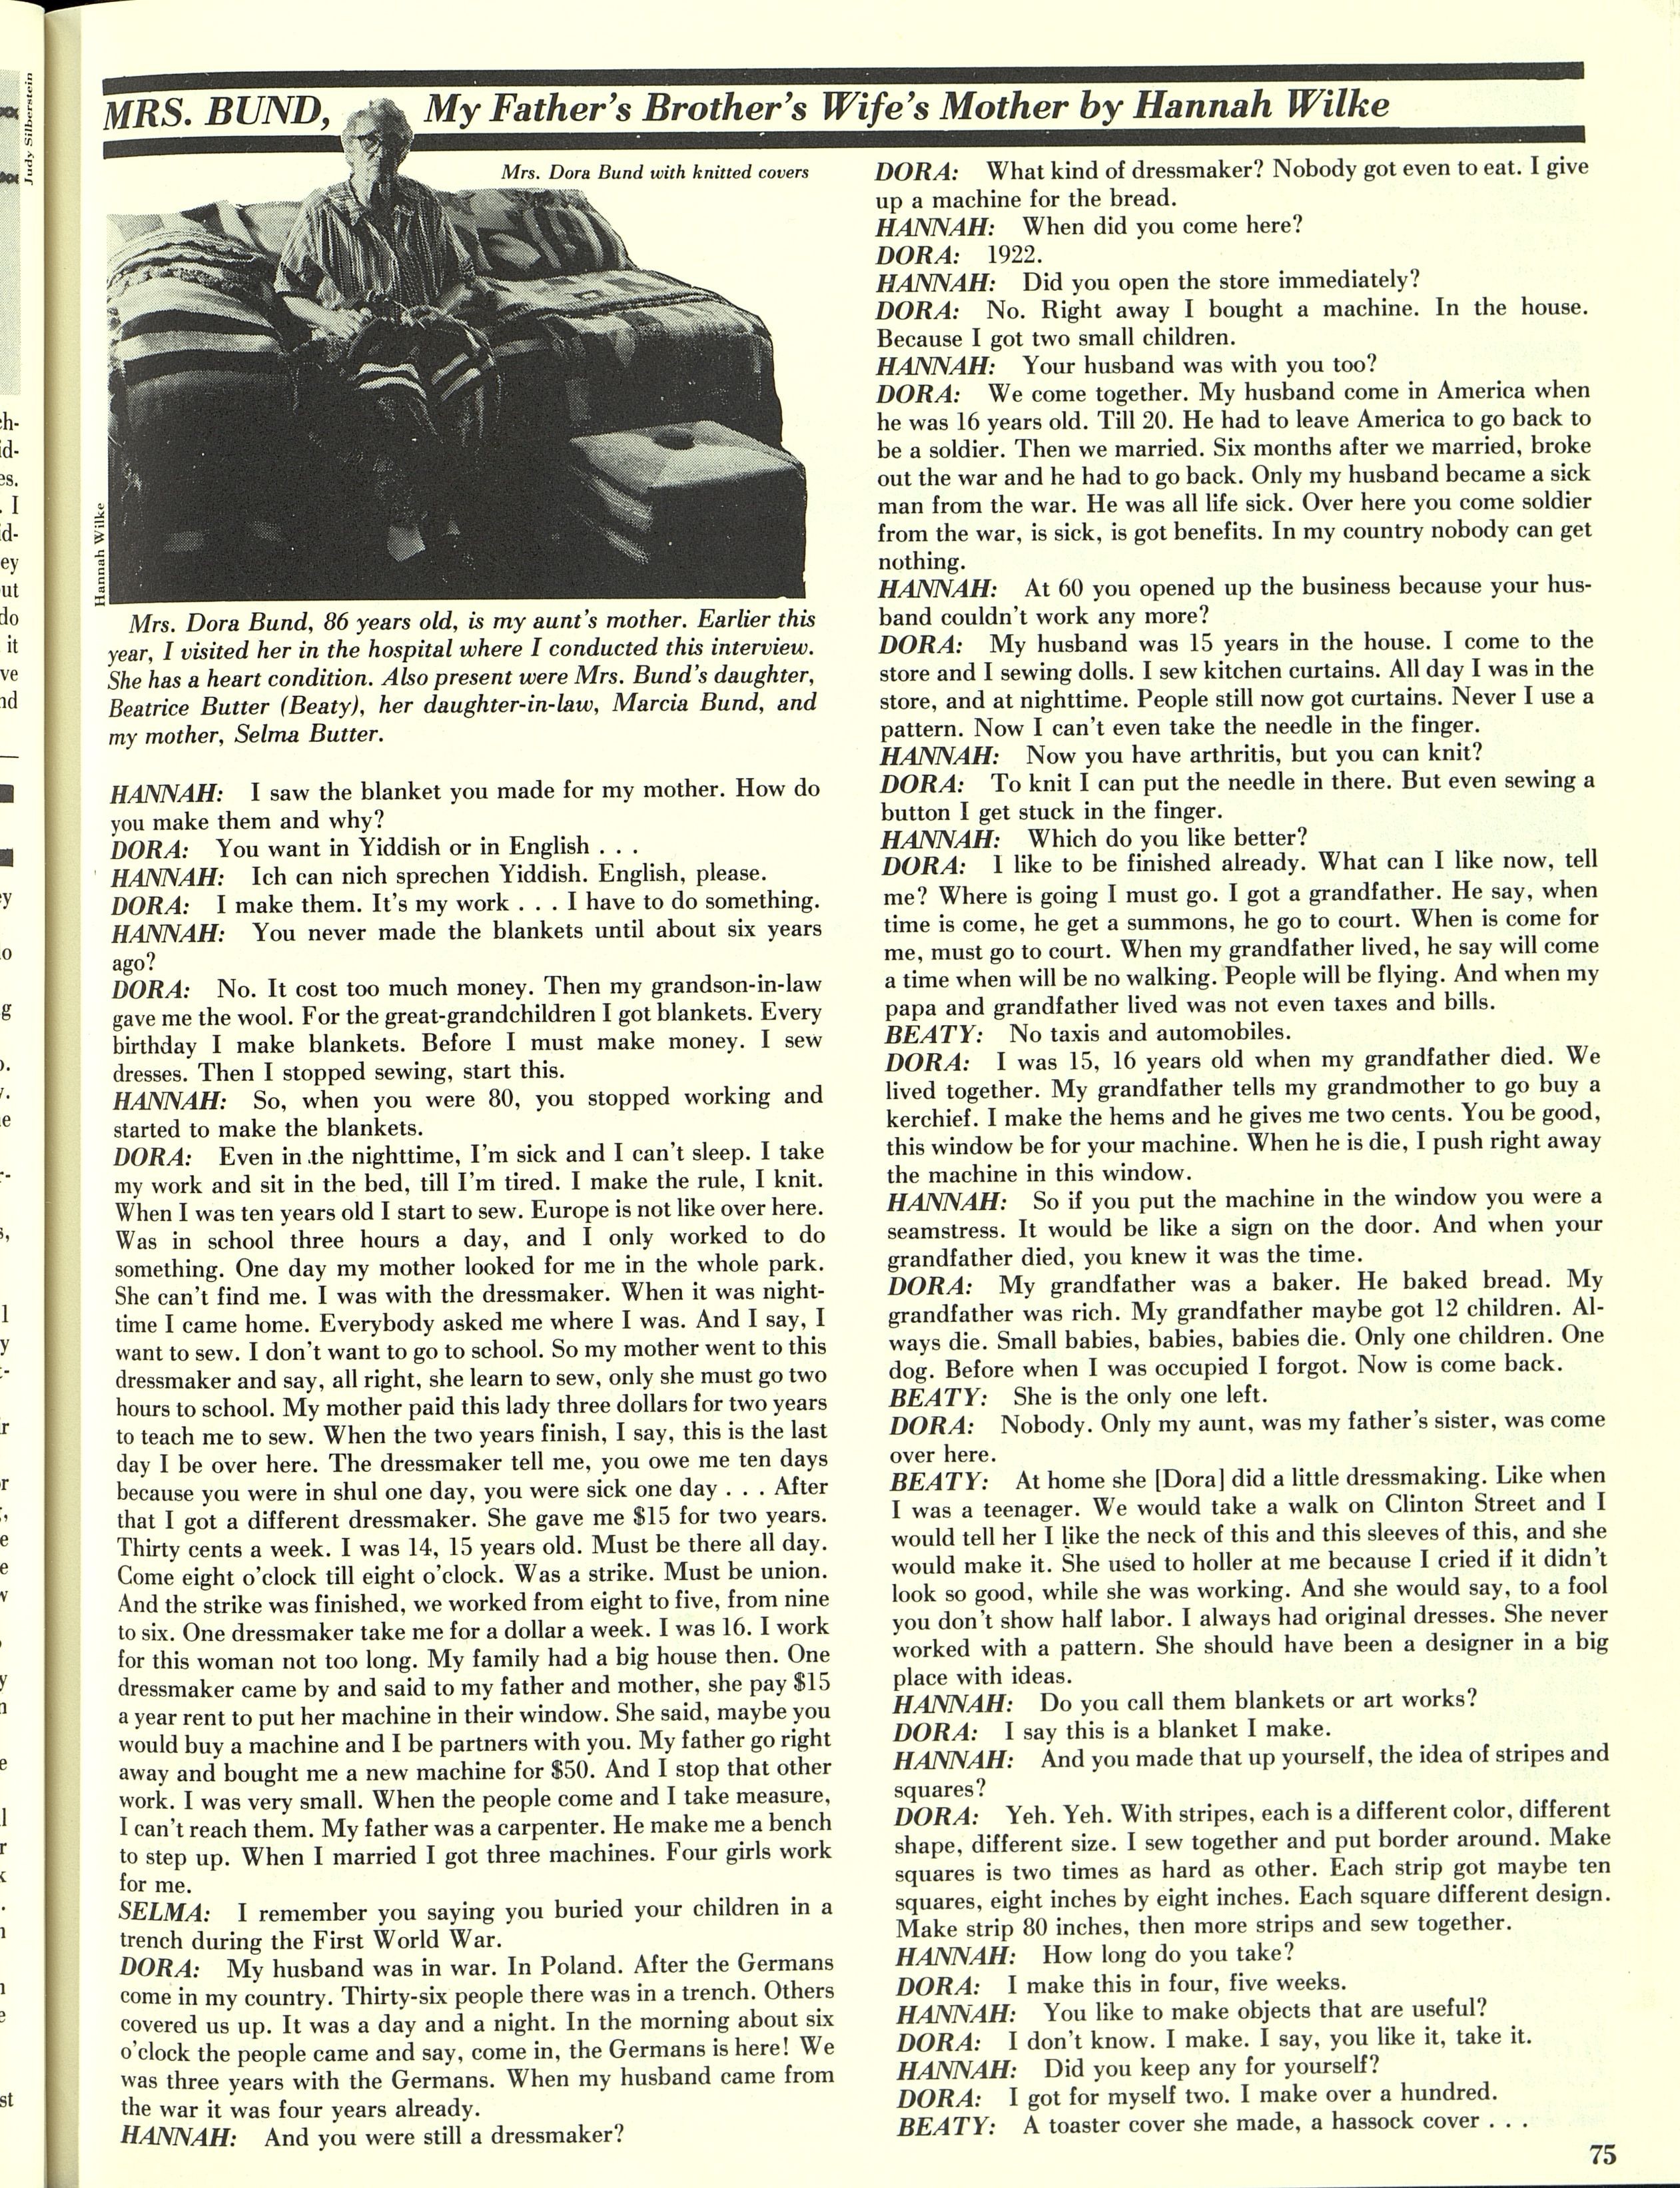 Judy Silberstein
MRS. BUND, My Father's Brother's Wife's Mother by Hannah Wilke
Mrs. Dora Bund with knitted covers
Hannah Wilke
Mrs. Dora Bund, 86 years old, is my aunt's mother. Earlier this
year, I visited her in the hospital where I conducted this interview.
She has a heart condition. Also present were Mrs. Bund's daughter,
Beatrice Butter (Beaty), her daughter-in-law, Marcia Bund, and
my mother, Selma Butter.
HANNAH: I saw the blanket you made for my mother. How do
you make them and why?
DORA: You want in Yiddish or in English . . .
HANNAH: Ich can nich sprechen Yiddish. English, please.
DORA: I make them. It's my work . . . I have to do something.
HANNAH: You never made the blankets until about six years
ago?
DORA: No. It cost too much money. Then my grandson-in-law
gave me the wool. For the great-grandchildren I got blankets. Every
birthday I make blankets. Before I must make money. I sew
dresses. Then I stopped sewing, start this.
HANNAH: So, when you were 80, you stopped working and
started to make the blankets.
DORA: Even in the nighttime, I'm sick and I can't sleep. I take
my work and sit in the bed, till I'm tired. I make the rule, I knit.
When I was ten years old I start to sew. Europe is not like over here.
Was in school three hours a day, and I only worked to do
something. One day my mother looked for me in the whole park.
She can't find me. I was with the dressmaker. When it was night-
time I came home. Everybody asked me where I was. And I say, I
want to sew. I don't want to go to school. So my mother went to this
dressmaker and say, all right, she learn to sew, only she must go two
hours to school. My mother paid this lady three dollars for two years
to teach me to sew. When the two years finish, I say, this is the last
day I be over here. The dressmaker tell me, you owe me ten days
because you were in shul one day, you were sick one day . . . After
that I got a different dressmaker. She gave me $15 for two years.
Thirty cents a week. I was 14, 15 years old. Must be there all day.
Come eight o'clock till eight o'clock. Was a strike. Must be union.
And the strike was finished, we worked from eight to five, from nine
to six. One dressmaker take me for a dollar a week. I was 16. I work
for this woman not too long. My family had a big house then. One
dressmaker came by and said to my father and mother, she pay $15
a year rent to put her machine in their window. She said, maybe you
would buy a machine and I be partners with you. My father go right
away and bought me a new machine for $50. And I stop that other
work. I was very small. When the people come and I take measure,
I can't reach them. My father was a carpenter. He make me a bench
to step up. When I married I got three machines. Four girls work
for me.
SELMA: I remember you saying you buried your children in a
trench during the First World War.
DORA: My husband was in war. In Poland. After the Germans
come in my country. Thirty-six people there was in a trench. Others
covered us up. It was a day and a night. In the morning about six
o'clock the people came and say, come in, the Germans is here! We
was three years with the Germans. When my husband came from
the war it was four years already.
HANNAH: And you were still a dressmaker?
DORA: What kind of dressmaker? Nobody got even to eat. I give
up a machine for the bread.
HANNAH: When did you come here?
DORA: 1922.
HANNAH: Did you open the store immediately?
DORA: No. Right away I bought a machine. In the house.
Because I got two small children.
HANNAH: Your husband was with you too?
DORA: We come together. My husband come in America when
he was 16 years old. Till 20. He had to leave America to go back to
be a soldier. Then we married. Six months after we married, broke
out the war and he had to go back. Only my husband became a sick
man from the war. He was all life sick. Over here you come soldier
from the war, is sick, is got benefits. In my country nobody can get
nothing.
HANNAH: At 60 you opened up the business because your hus-
band couldn't work any more?
DORA: My husband was 15 years in the house. I come to the
store and I sewing dolls. I sew kitchen curtains. All day I was in the
store, and at nighttime. People still now got curtains. Never I use a
pattern. Now I can't even take the needle in the finger.
HANNAH: Now you have arthritis, but you can knit?
DORA: To knit I can put the needle in there. But even sewing a
button I get stuck in the finger.
HANNAH: Which do you like better?
DORA: I like to be finished already. What can I like now, tell
me? Where is going I must go. I got a grandfather. He say, when
time is come, he get a summons, he go to court. When is come for
me, must go to court. When my grandfather lived, he say will come
a time when will be no walking. People will be flying. And when my
papa and grandfather lived was not even taxes and bills.
BEATY: No taxis and automobiles.
DORA: I was 15, 16 years old when my grandfather died. We
lived together. My grandfather tells my grandmother to go buy a
kerchief. I make the hems and he gives me two cents. You be good,
this window be for your machine. When he is die, I push right away
the machine in this window.
HANNAH: So if you put the machine in the window you were a
seamstress. It would be like a sign on the door. And when your
grandfather died, you knew it was the time.
DORA: My grandfather was a baker. He baked bread. My
grandfather was rich. My grandfather maybe got 12 children. Al-
ways die. Small babies, babies, babies die. Only one children. One
dog. Before when I was occupied I forgot. Now is come back.
BEATY: She is the only one left.
DORA: Nobody. Only my aunt, was my father's sister, was come
over here.
BEATY: At home she [Dora] did a little dressmaking. Like when
I was a teenager. We would take a walk on Clinton Street and I
would tell her I like the neck of this and this sleeves of this, and she
would make it. She used to holler at me because I cried if it didn't
look so good, while she was working. And she would say, to a fool
you don't show half labor. I always had original dresses. She never
worked with a pattern. She should have been a designer in a big
place with ideas.
HANNAH: Do you call them blankets or art works?
DORA: I say this is a blanket I make.
HANNAH: And you made that up yourself, the idea of stripes and
squares?
DORA: Yeh. Yeh. With stripes, each is a different color, different
shape, different size. I sew together and put border around. Make
squares is two times as hard as other. Each strip got maybe ten
squares, eight inches by eight inches. Each square different design.
Make strip 80 inches, then more strips and sew together.
HANNAH: How long do you take?
DORA: I make this in four, five weeks.
HANNAH: You like to make objects that are useful?
DORA: I don't know. I make. I say, you like it, take it.
HANNAH: Did you keep any for yourself?
DORA: I got for myself two. I make over a hundred.
BEATY: A toaster cover she made, a hassock cover . . .
75